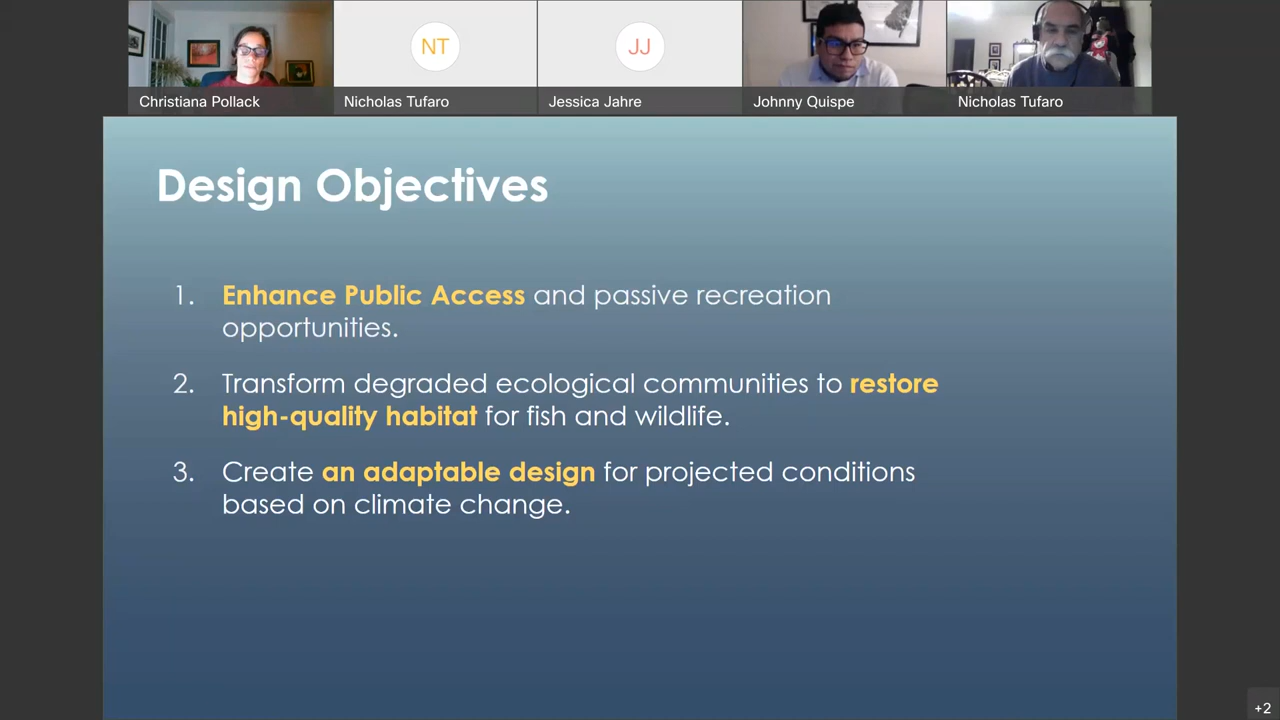 NT
JJ
Christiana Pollack
Nicholas Tufaro
Jessica Jahre
Johnny Quispe
Nicholas Tufaro
Design Objectives
1. Enhance Public Access and passive recreation
opportunities.
2. Transform degraded ecological communities to restore
high-quality habitat for fish and wildlife.
3. Create an adaptable design for projected conditions
based on climate change.
+2